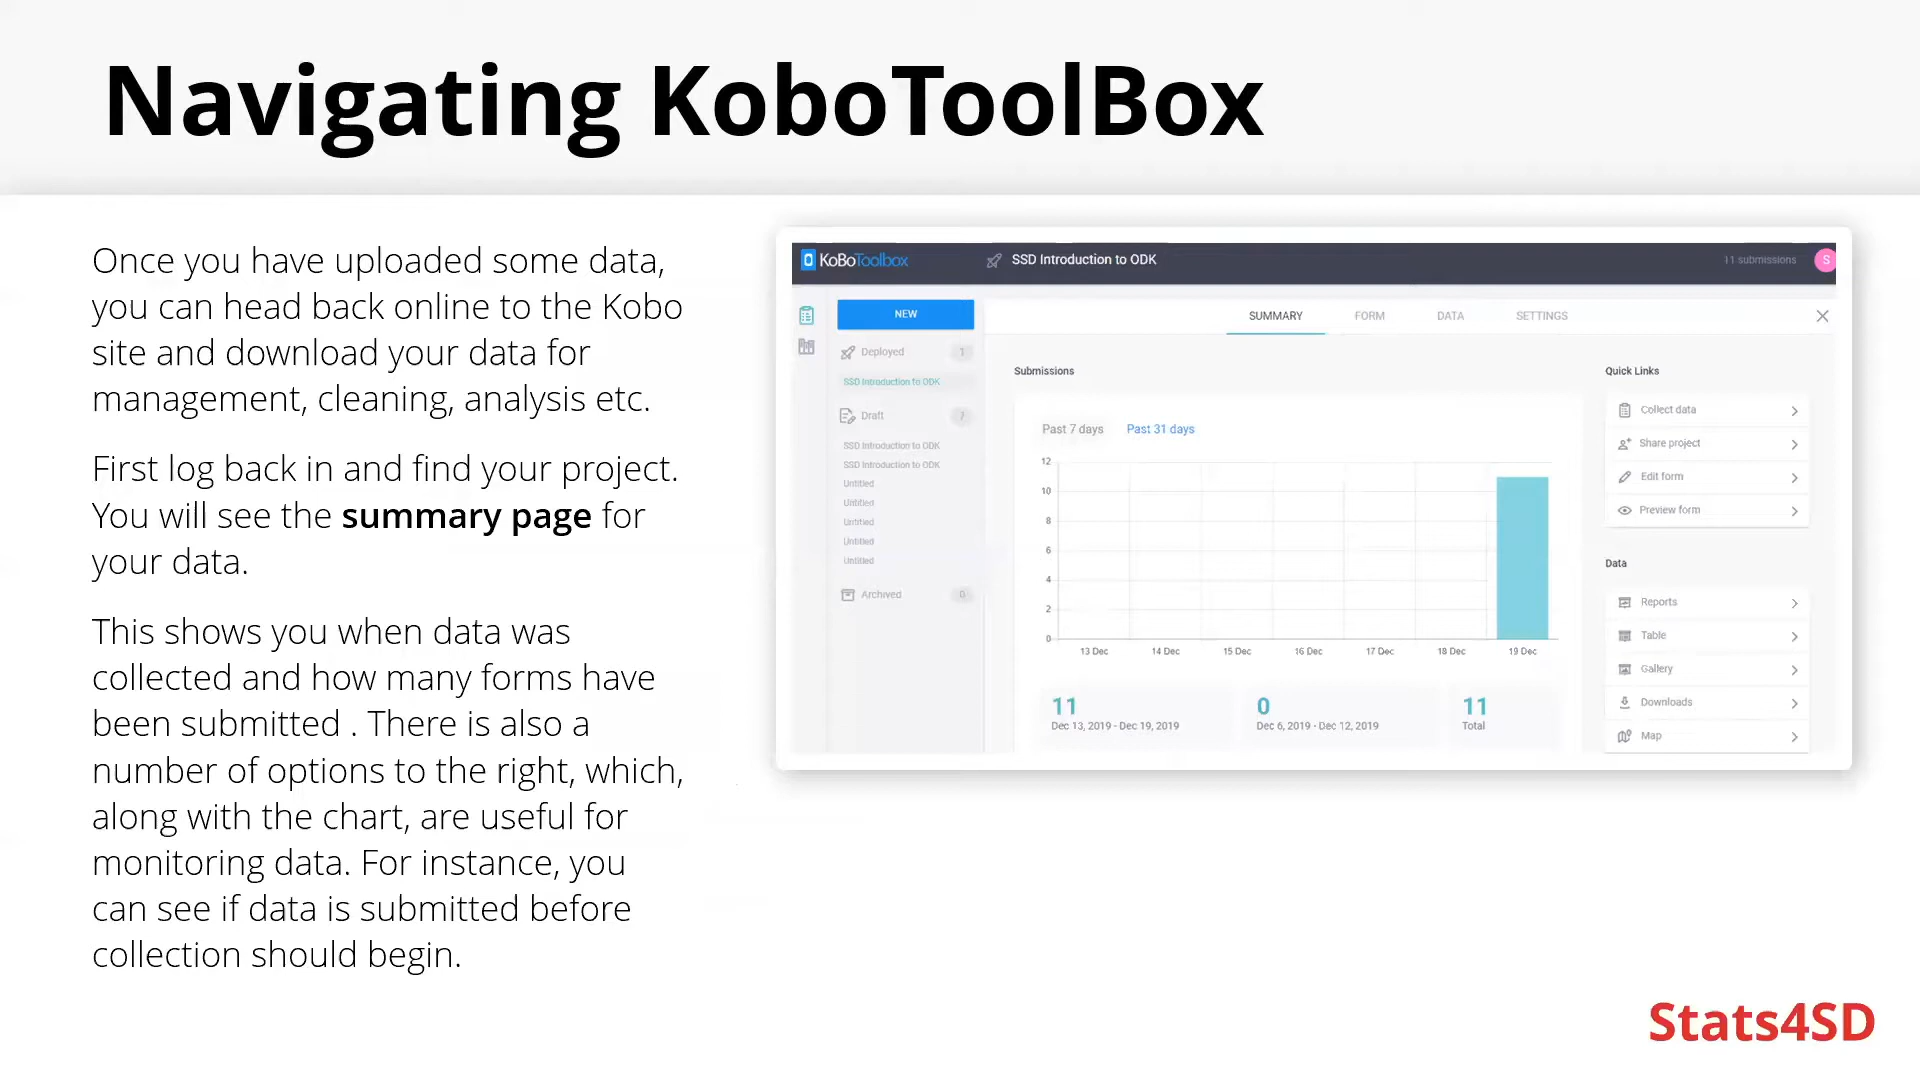 Navigating KoboToolBox
Once you have uploaded some data,
you can head back online to the Kobo
site and download your data for
management, cleaning, analysis etc.
First log back in and find your project.
You will see the summary page for
your data.
This shows you when data was
collected and how many forms have
been submitted . There is also a
number of options to the right, which,
along with the chart, are useful for
monitoring data. For instance, you
can see if data is submitted before
collection should begin.
KoBoToolbox
SSD Introduction to ODK
11 submissions
S
NEW
Deployed 1
SSD Introduction to ODK
Draft 7
SSD Introduction to ODK
SSD Introduction to ODK
Untitled
Untitled
Untitled
Untitled
Untitled
Archived 0
SUMMARY FORM DATA SETTINGS
Submissions
Past 7 days Past 31 days
12
10
8
6
4
2
0
13 Dec 14 Dec 15 Dec 16 Dec 17 Dec 18 Dec 19 Dec
11 0 11
Dec 13, 2019 - Dec 19, 2019 Dec 6, 2019 - Dec 12, 2019 Total
Quick Links
Collect data
Share project
Edit form
Preview form
Data
Reports
Table
Gallery
Downloads
Map
Stats4SD